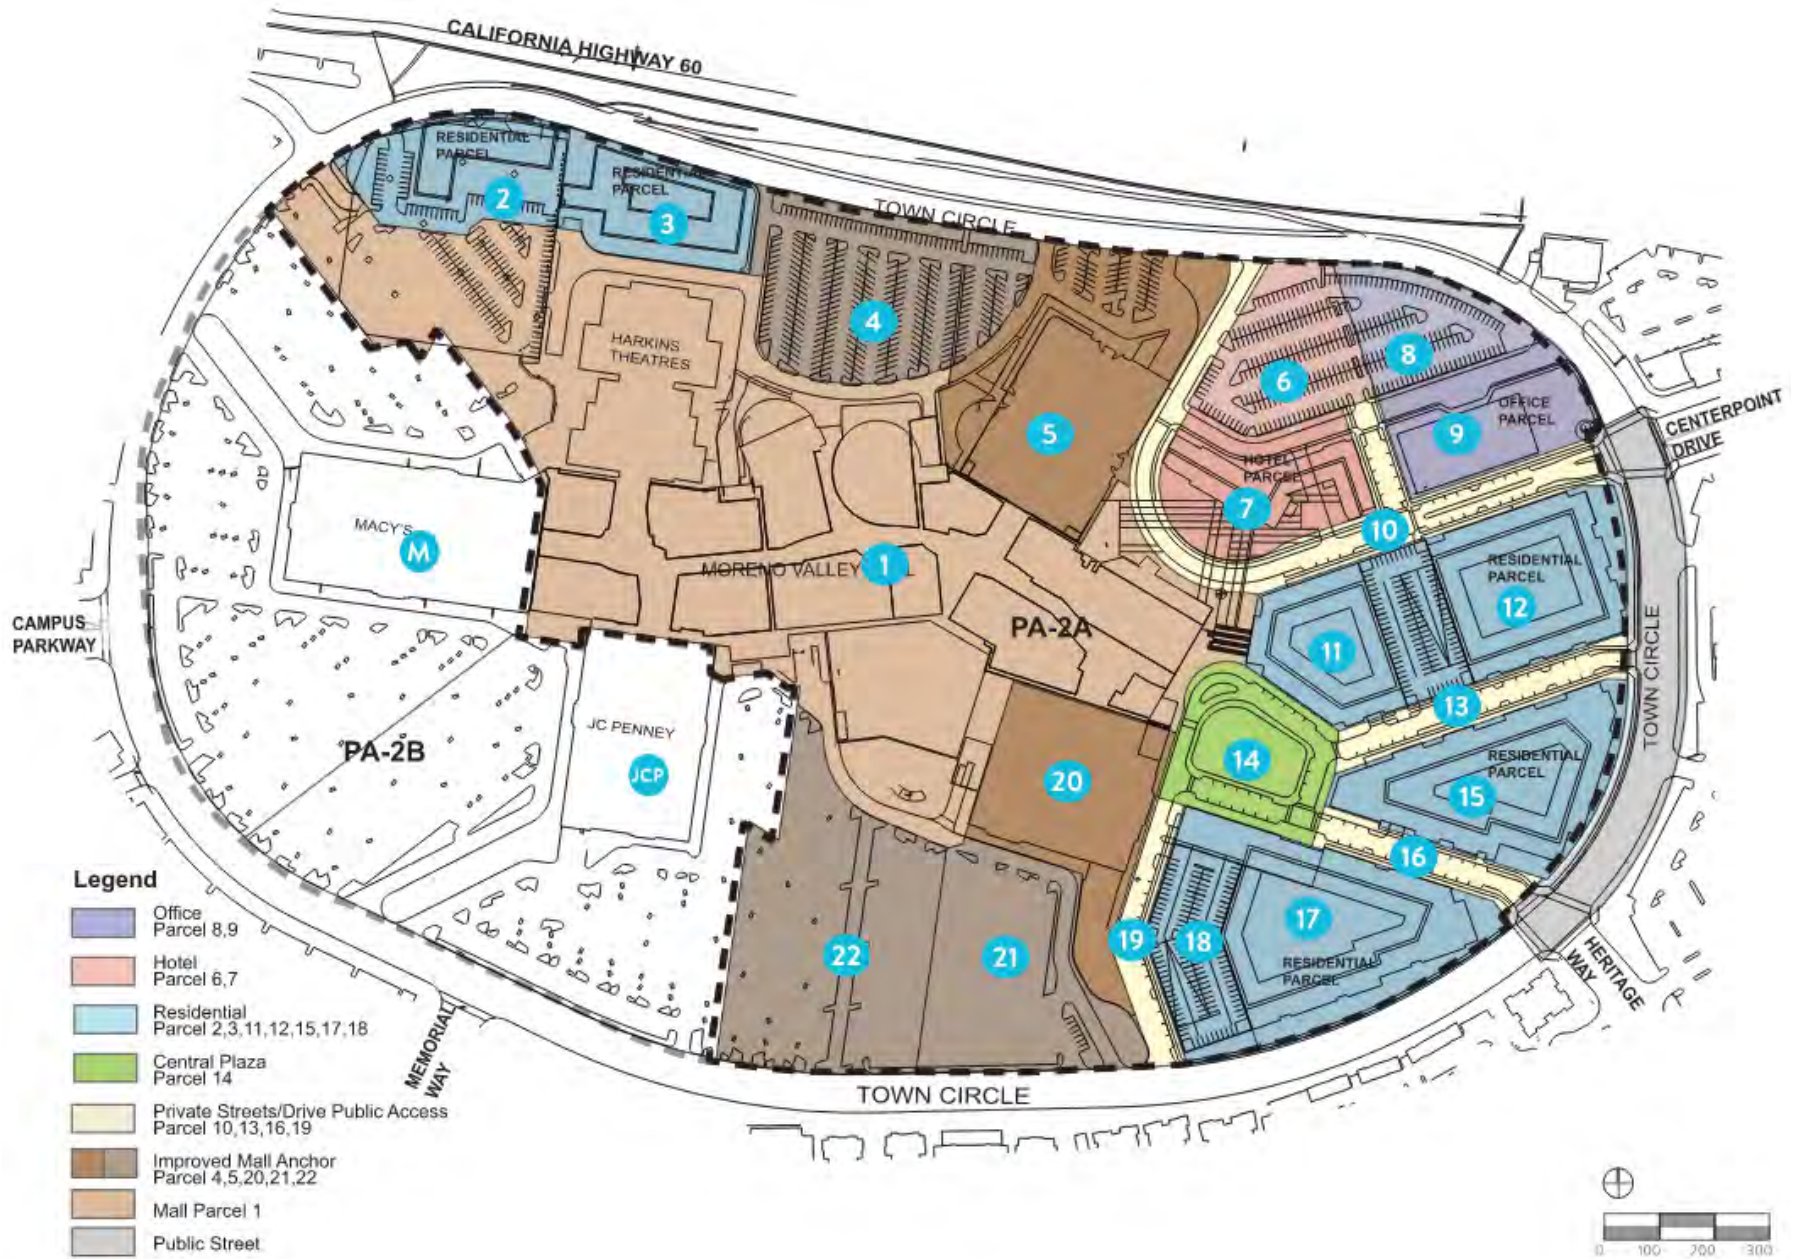 CALIFORNIA HIGHWAY 60
RESIDENTIAL
PARCEL
2
RESIDENTIAL
PARCEL
3
TOWN CIRCLE
4
HARKINS
THEATRES
5
6
8
OFFICE
PARCEL
9
CENTERPOINT
DRIVE
HOTEL
PARCEL
7
10
MACY'S
M
MORENO VALLEY
1
PA-2A
RESIDENTIAL
PARCEL
12
11
TOWN CIRCLE
CAMPUS
PARKWAY
13
PA-2B
JC PENNEY
JCP
14
RESIDENTIAL
PARCEL
15
20
16
17
RESIDENTIAL
PARCEL
18
19
21
22
HERITAGE
WAY
MEMORIAL
WAY
TOWN CIRCLE
Legend
Office
Parcel 8,9
Hotel
Parcel 6,7
Residential
Parcel 2,3,11,12,15,17,18
Central Plaza
Parcel 14
Private Streets/Drive Public Access
Parcel 10,13,16,19
Improved Mall Anchor
Parcel 4,5,20,21,22
Mall Parcel 1
Public Street
0 100 200 300